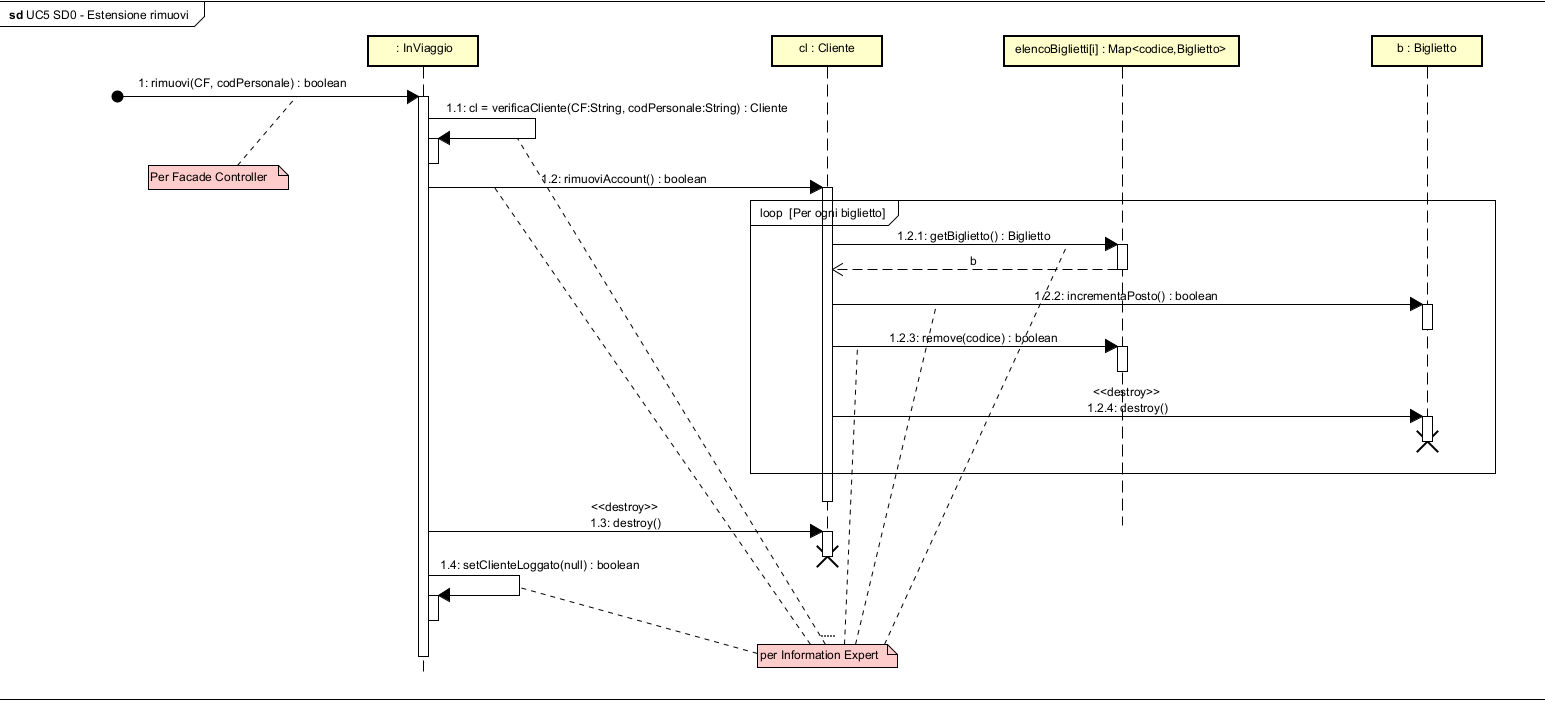 sd UC5 SD0 - Estensione rimuovi
: InViaggio
cl : Cliente
elencoBiglietti[i] : Map<codice,Biglietto>
b : Biglietto
1: rimuovi(CF, codPersonale) : boolean
1.1: cl = verificaCliente(CF:String, codPersonale:String) : Cliente
Per Facade Controller
1.2: rimuoviAccount() : boolean
loop [Per ogni biglietto]
1.2.1: getBiglietto() : Biglietto
b
1.2.2: incrementaPosto() : boolean
1.2.3: remove(codice) : boolean
<<destroy>>
1.2.4: destroy()
<<destroy>>
1.3: destroy()
1.4: setClienteLoggato(null) : boolean
per Information Expert